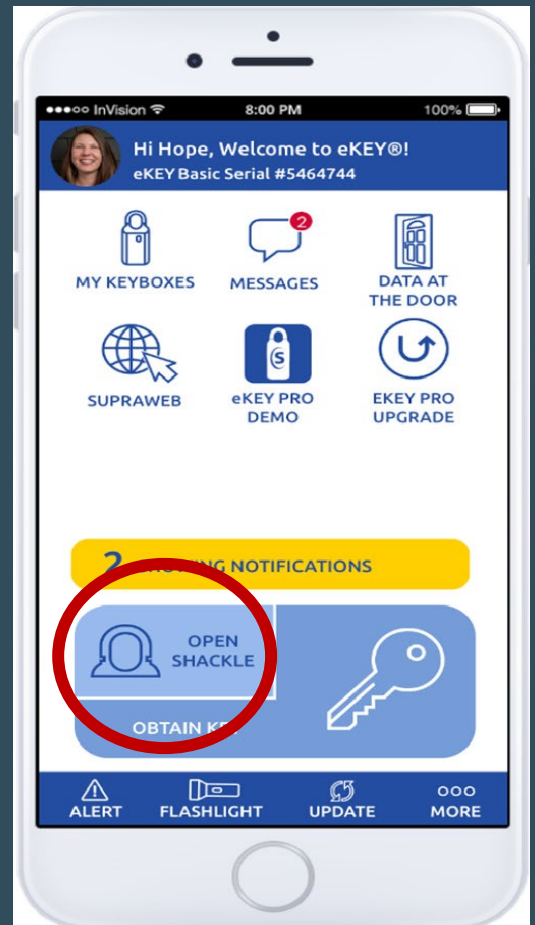 InVision 8:00 PM 100%
Hi Hope, Welcome to eKEY®!
eKEY Basic Serial #5464744
2
MY KEYBOXES MESSAGES DATA AT
THE DOOR
S
SUPRAWEB eKEY PRO EKEY PRO
DEMO UPGRADE
2 NOTIFICATIONS
OPEN
SHACKLE
OBTAIN
ALERT FLASHLIGHT UPDATE MORE